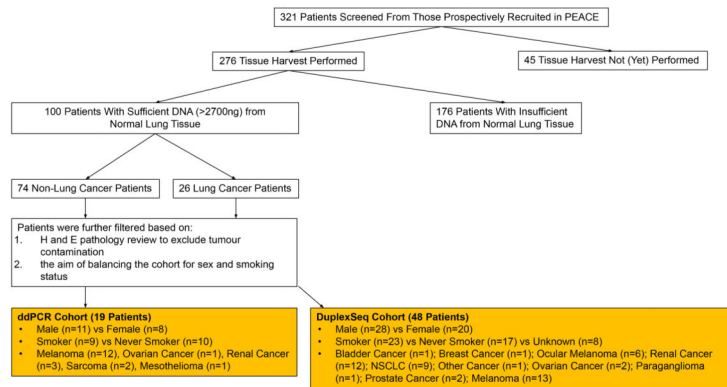 321 Patients Screened From Those Prospectively Recruited in PEACE
276 Tissue Harvest Performed
45 Tissue Harvest Not (Yet) Performed
100 Patients With Sufficient DNA (>2700ng) from
Normal Lung Tissue
176 Patients With Insufficient
DNA from Normal Lung Tissue
74 Non-Lung Cancer Patients
26 Lung Cancer Patients
Patients were further filtered based on:
1. H and E pathology review to exclude tumour
contamination
2. the aim of balancing the cohort for sex and smoking
status
ddPCR Cohort (19 Patients)
• Male (n=11) vs Female (n=8)
• Smoker (n=9) vs Never Smoker (n=10)
• Melanoma (n=12), Ovarian Cancer (n=1), Renal Cancer
(n=3), Sarcoma (n=2), Mesothelioma (n=1)
DuplexSeq Cohort (48 Patients)
• Male (n=28) vs Female (n=20)
• Smoker (n=23) vs Never Smoker (n=17) vs Unknown (n=8)
• Bladder Cancer (n=1); Breast Cancer (n=1); Ocular Melanoma (n=6); Renal Cancer
(n=12); NSCLC (n=9); Other Cancer (n=1); Ovarian Cancer (n=2); Paraganglioma
(n=1); Prostate Cancer (n=2); Melanoma (n=13)